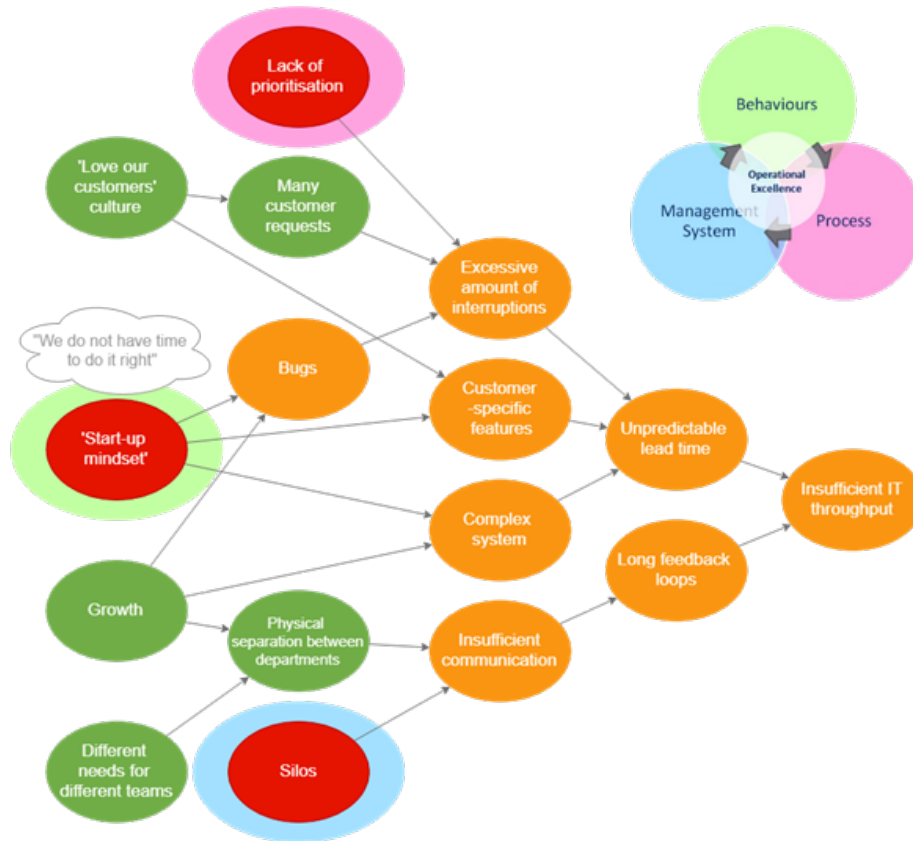 Lack of
prioritisation
Behaviours
Operational
Excellence
Management
System
Process
'Love our
customers'
culture
Many
customer
requests
Excessive
amount of
interruptions
"We do not have time
to do it right"
Bugs
Customer
-specific
features
'Start-up
mindset'
Unpredictable
lead time
Insufficient IT
throughput
Complex
system
Long feedback
loops
Growth
Physical
separation between
departments
Insufficient
communication
Different
needs for
different teams
Silos